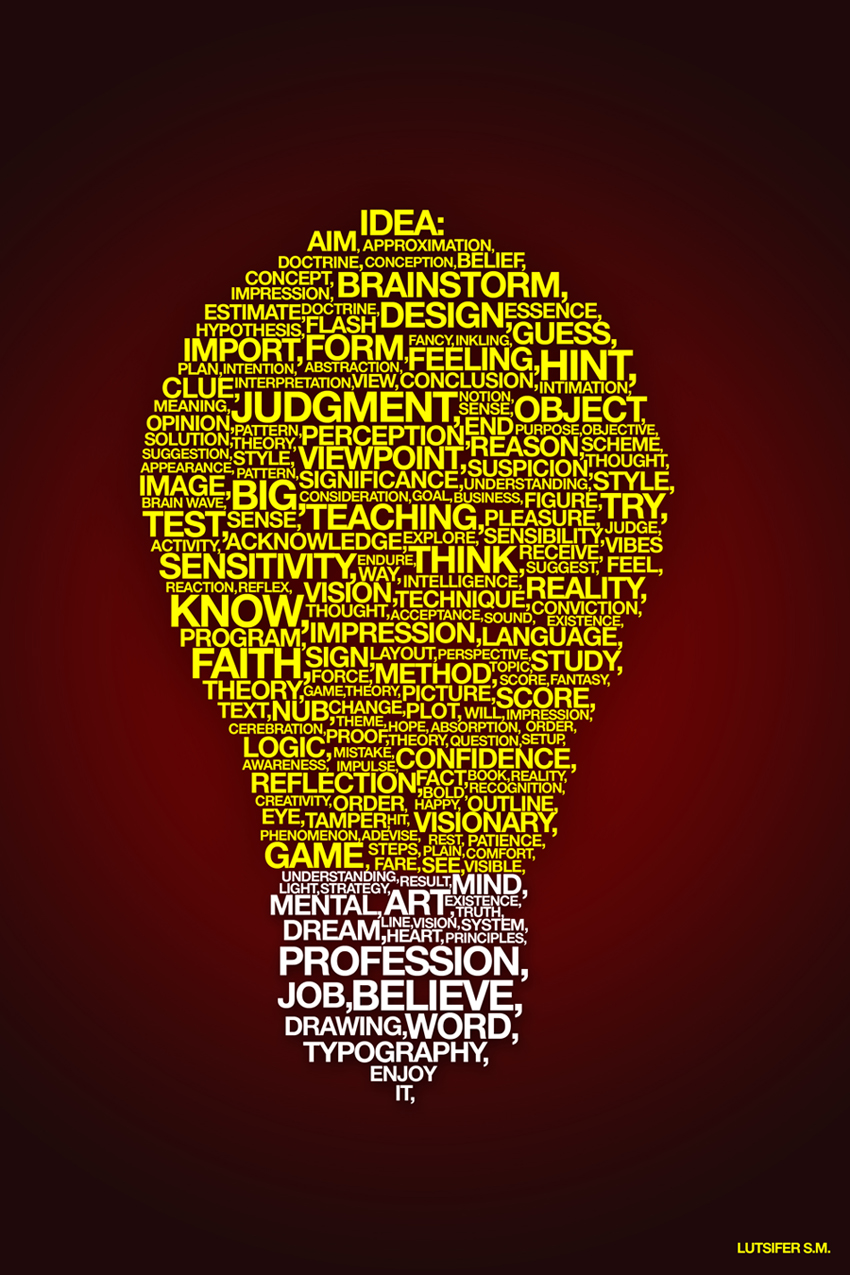 IDEA:
AIM, APPROXIMATION,
DOCTRINE, CONCEPTION, BELIEF,
CONCEPT, BRAINSTORM,
IMPRESSION,
ESTIMATE DOCTRINE, DESIGN ESSENCE,
HYPOTHESIS, FLASH FANCY, INKLING, GUESS,
IMPORT, FORM FEELING, HINT,
PLAN, INTENTION, ABSTRACTION,
CLUE INTERPRETATION, VIEW, CONCLUSION, INTIMATION,
MEANING, JUDGMENT, NOTION, SENSE, OBJECT,
OPINION, PATTERN, PERCEPTION, END PURPOSE, OBJECTIVE,
SOLUTION, THEORY, REASON, SCHEME,
SUGGESTION, STYLE, VIEWPOINT, SUSPICION, THOUGHT,
APPEARANCE, PATTERN, SIGNIFICANCE, UNDERSTANDING, STYLE,
IMAGE, BIG, CONSIDERATION, GOAL, BUSINESS, FIGURE, TRY,
BRAIN WAVE,
TEST SENSE, TEACHING, PLEASURE, JUDGE,
ACTIVITY, ACKNOWLEDGE EXPLORE, SENSIBILITY, VIBES
SENSITIVITY, ENDURE, THINK, RECEIVE,
WAY, SUGGEST, FEEL,
REACTION, REFLEX, VISION, INTELLIGENCE, REALITY,
KNOW, THOUGHT, TECHNIQUE, CONVICTION,
ACCEPTANCE, SOUND, EXISTENCE,
PROGRAM, IMPRESSION, LANGUAGE,
FAITH, SIGN LAYOUT, PERSPECTIVE, STUDY,
FORCE, METHOD, TOPIC, SCORE, FANTASY,
THEORY, GAME, THEORY, PICTURE, SCORE,
TEXT, NUB, CHANGE, PLOT, WILL, IMPRESSION,
CEREBRATION, THEME, HOPE, ABSORPTION, ORDER,
PROOF, THEORY, QUESTION, SETUP,
LOGIC, MISTAKE, CONFIDENCE,
AWARENESS, IMPULSE,
REFLECTION, FACT BOOK, REALITY,
BOLD, RECOGNITION,
CREATIVITY, ORDER, HAPPY, OUTLINE,
EYE, TAMPER HIT, VISIONARY,
PHENOMENON, ADEVISE, REST, PATIENCE,
GAME, STEPS, PLAIN, COMFORT,
FARE, SEE, VISIBLE,
UNDERSTANDING, RESULT, MIND,
LIGHT, STRATEGY,
MENTAL, ART EXISTENCE,
TRUTH,
DREAM, LINE, VISION, SYSTEM,
HEART, PRINCIPLES,
PROFESSION,
JOB, BELIEVE,
DRAWING, WORD,
TYPOGRAPHY,
ENJOY
IT,
LUTSIFER S.M.